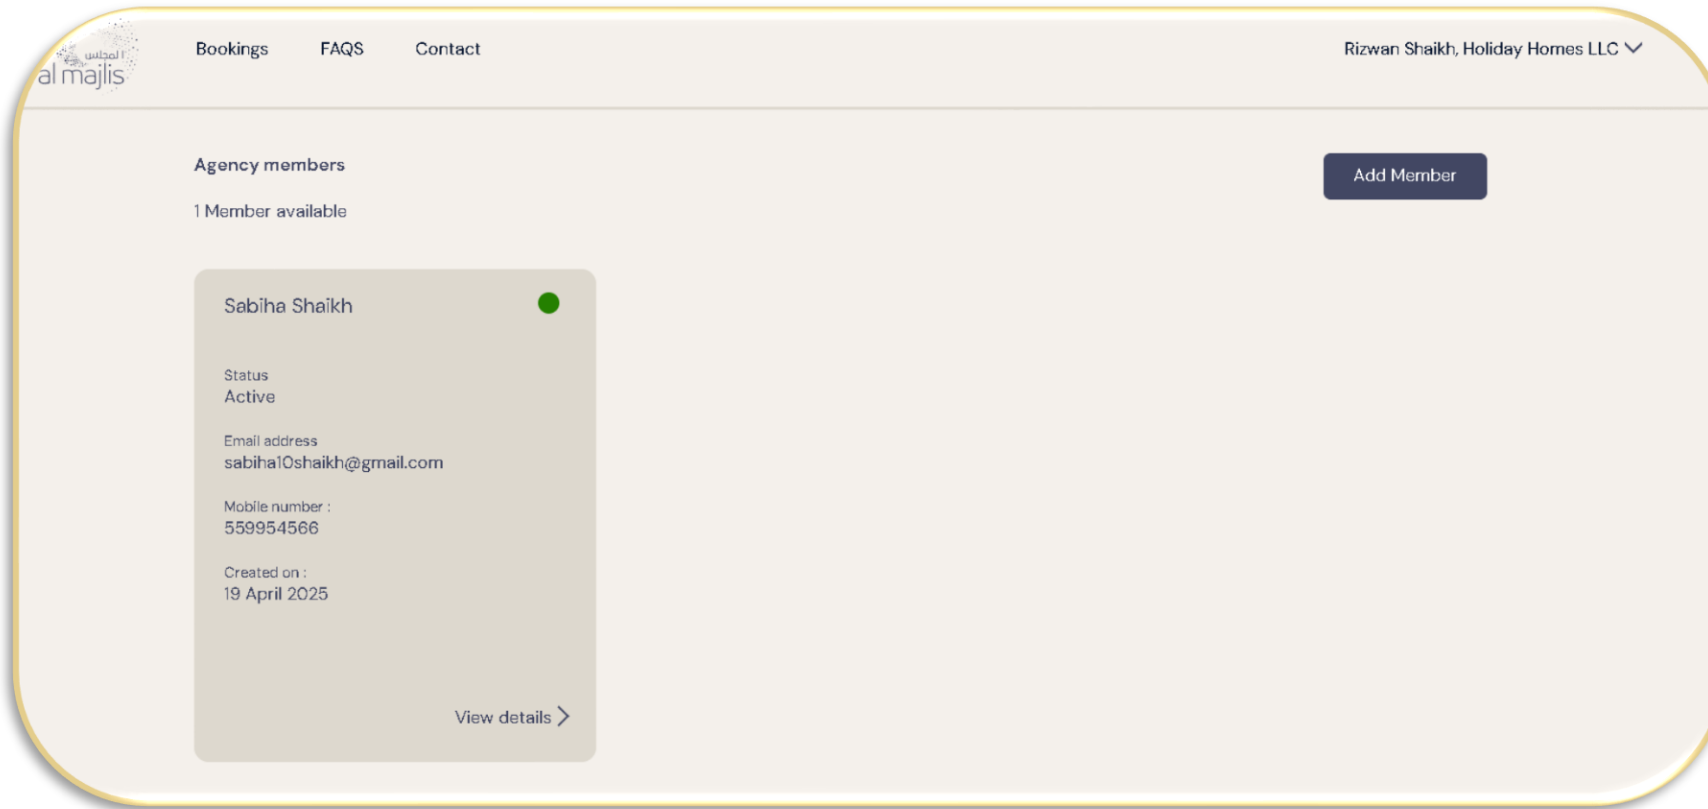 المجلس
al majlis
Bookings FAQS Contact
Rizwan Shaikh, Holiday Homes LLC
Agency members
Add Member
1 Member available
Sabiha Shaikh
Status
Active
Email address
sabiha10shaikh@gmail.com
Mobile number :
559954566
Created on :
19 April 2025
View details